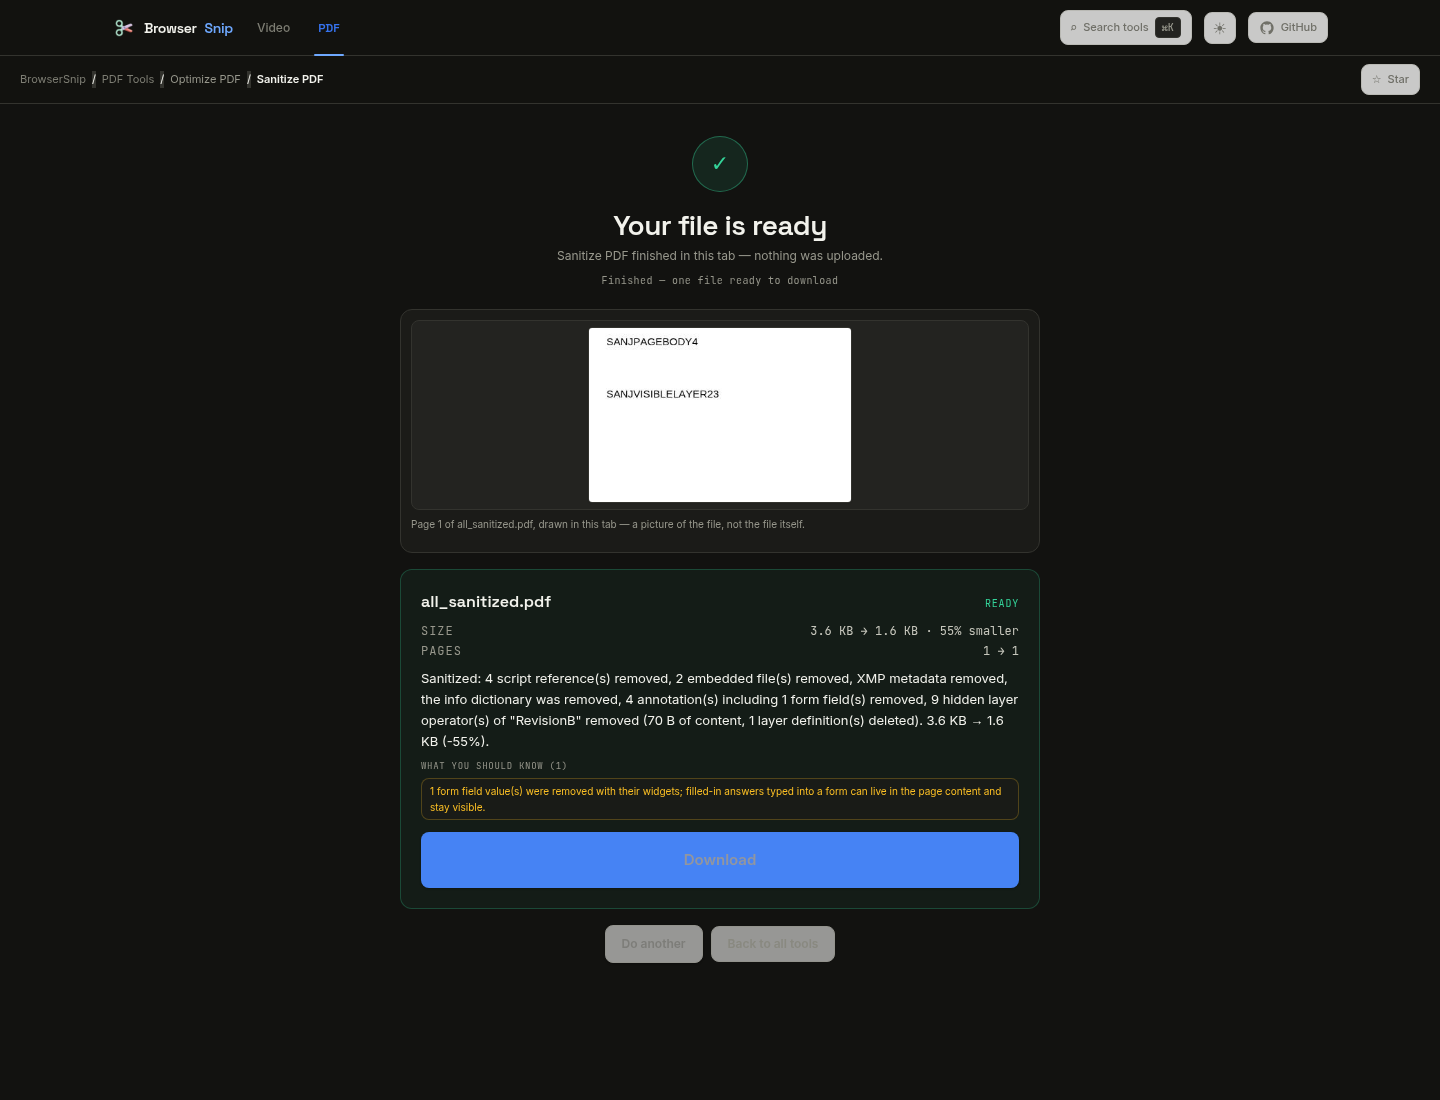 Browser Snip
Video
PDF
Search tools
⌘K
GitHub
BrowserSnip / PDF Tools / Optimize PDF / Sanitize PDF
☆ Star
✓
Your file is ready
Sanitize PDF finished in this tab — nothing was uploaded.
Finished — one file ready to download
SANJPAGEBODY4
SANJVISIBLELAYER23
Page 1 of all_sanitized.pdf, drawn in this tab — a picture of the file, not the file itself.
all_sanitized.pdf
READY
SIZE
3.6 KB → 1.6 KB · 55% smaller
PAGES
1 → 1
Sanitized: 4 script reference(s) removed, 2 embedded file(s) removed, XMP metadata removed,
the info dictionary was removed, 4 annotation(s) including 1 form field(s) removed, 9 hidden layer
operator(s) of "RevisionB" removed (70 B of content, 1 layer definition(s) deleted). 3.6 KB → 1.6
KB (-55%).
WHAT YOU SHOULD KNOW (1)
1 form field value(s) were removed with their widgets; filled-in answers typed into a form can live in the page content and
stay visible.
Download
Do another
Back to all tools